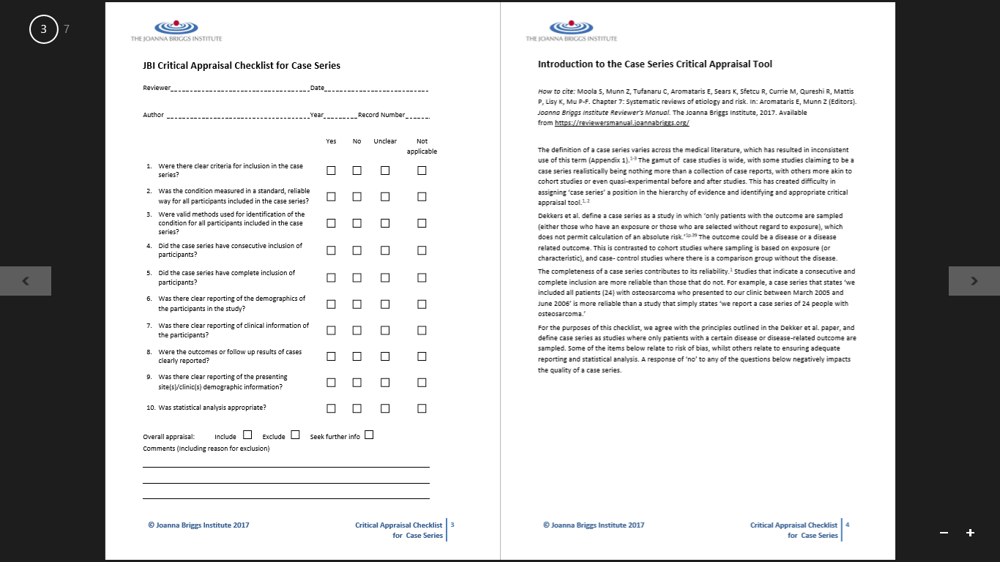 3 7
THE JOANNA BRIGGS INSTITUTE
JBI Critical Appraisal Checklist for Case Series
Reviewer Date
Author Year Record Number
Yes No Unclear Not
applicable
1. Were there clear criteria for inclusion in the case
series?
2. Was the condition measured in a standard, reliable
way for all participants included in the case series?
3. Were valid methods used for identification of the
condition for all participants included in the case
series?
4. Did the case series have consecutive inclusion of
participants?
5. Did the case series have complete inclusion of
participants?
6. Was there clear reporting of the demographics of
the participants in the study?
7. Was there clear reporting of clinical information of
the participants?
8. Were the outcomes or follow up results of cases
clearly reported?
9. Was there clear reporting of the presenting
site(s)/clinic(s) demographic information?
10. Was statistical analysis appropriate?
Overall appraisal: Include Exclude Seek further info
Comments (Including reason for exclusion)
© Joanna Briggs Institute 2017
Critical Appraisal Checklist 3
for Case Series
THE JOANNA BRIGGS INSTITUTE
Introduction to the Case Series Critical Appraisal Tool
How to cite: Moola S, Munn Z, Tufanaru C, Aromataris E, Sears K, Sfetcu R, Currie M, Qureshi R, Mattis
P, Lisy K, Mu P-F. Chapter 7: Systematic reviews of etiology and risk. In: Aromataris E, Munn Z (Editors).
Joanna Briggs Institute Reviewer's Manual. The Joanna Briggs Institute, 2017. Available
from https://reviewersmanual.joannabriggs.org/
The definition of a case series varies across the medical literature, which has resulted in inconsistent
use of this term (Appendix 1).1-3 The gamut of case studies is wide, with some studies claiming to be a
case series realistically being nothing more than a collection of case reports, with others more akin to
cohort studies or even quasi-experimental before and after studies. This has created difficulty in
assigning ‘case series’ a position in the hierarchy of evidence and identifying and appropriate critical
appraisal tool.1, 2
Dekkers et al. define a case series as a study in which ‘only patients with the outcome are sampled
(either those who have an exposure or those who are selected without regard to exposure), which
does not permit calculation of an absolute risk.’1p.39 The outcome could be a disease or a disease
related outcome. This is contrasted to cohort studies where sampling is based on exposure (or
characteristic), and case- control studies where there is a comparison group without the disease.
The completeness of a case series contributes to its reliability.1 Studies that indicate a consecutive and
complete inclusion are more reliable than those that do not. For example, a case series that states ‘we
included all patients (24) with osteosarcoma who presented to our clinic between March 2005 and
June 2006’ is more reliable than a study that simply states ‘we report a case series of 24 people with
osteosarcoma.’
For the purposes of this checklist, we agree with the principles outlined in the Dekker et al. paper, and
define case series as studies where only patients with a certain disease or disease-related outcome are
sampled. Some of the items below relate to risk of bias, whilst others relate to ensuring adequate
reporting and statistical analysis. A response of ‘no’ to any of the questions below negatively impacts
the quality of a case series.
© Joanna Briggs Institute 2017
Critical Appraisal Checklist 4
for Case Series